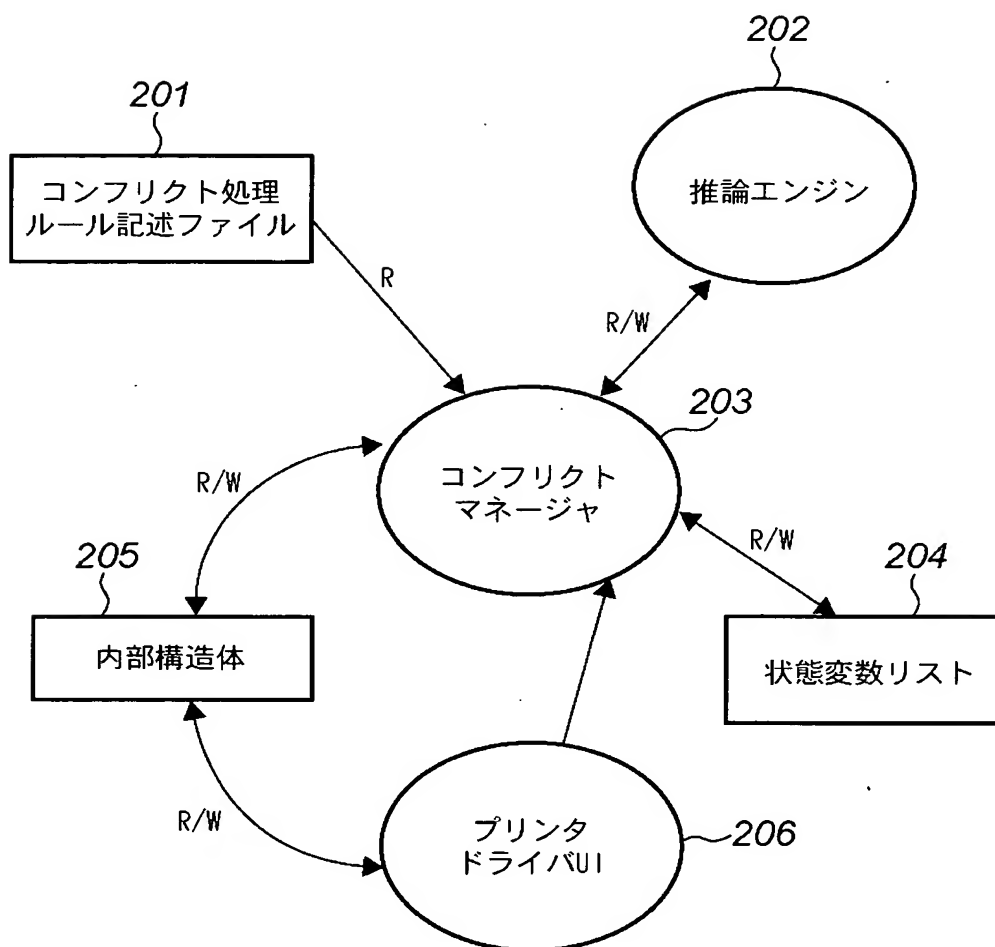 202
201
コンフリクト処理
ルール記述ファイル
推論エンジン
R
R/W
203
コンフリクト
マネージャ
R/W
R/W
205
204
内部構造体
状態変数リスト
R/W
プリンタ
ドライバUI
206